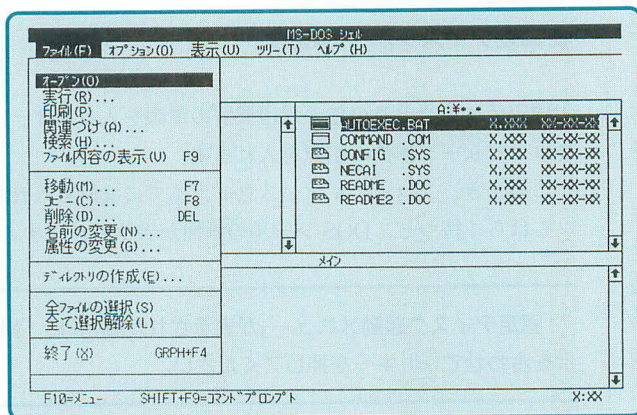 MS-DOS シェル
ファイル(F) オプション(O) 表示(U) ツリー(T) ヘルプ(H)
オープン(O)
実行(R)...
印刷(P)
関連づけ(A)...
検索(H)...
ファイル内容の表示(U) F9
移動(M)... F7
コピー(C)... F8
削除(D)... DEL
名前の変更(N)...
属性の変更(G)...
ディレクトリの作成(E)...
全ファイルの選択(S)
全て選択解除(L)
終了(X) GRPH+F4
A:¥*.*
AUTOEXEC.BAT X,XXX XX-XX-XX
COMMAND .COM X,XXX XX-XX-XX
CONFIG .SYS X,XXX XX-XX-XX
NECAI .SYS X,XXX XX-XX-XX
README .DOC X,XXX XX-XX-XX
README2 .DOC X,XXX XX-XX-XX
メイン
F10=メニュー SHIFT+F9=コマンドプロンプト X:XX